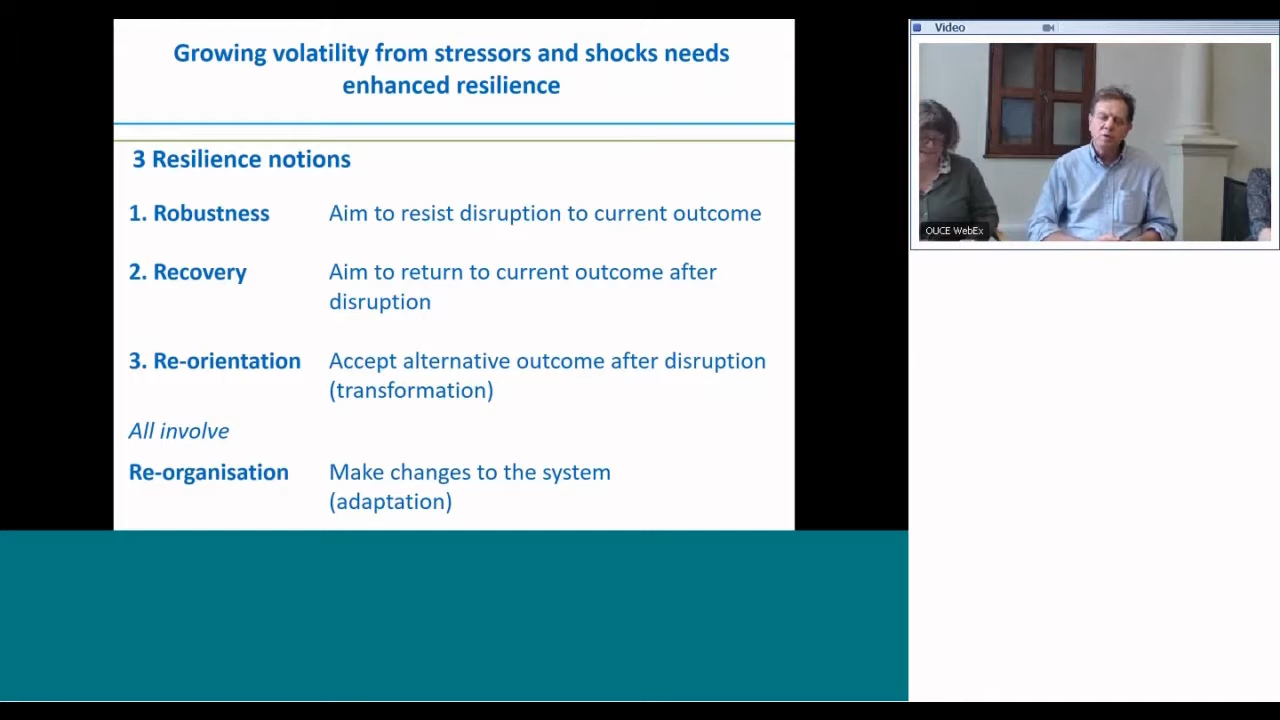 Growing volatility from stressors and shocks needs
enhanced resilience
3 Resilience notions
1. Robustness Aim to resist disruption to current outcome
2. Recovery Aim to return to current outcome after
disruption
3. Re-orientation Accept alternative outcome after disruption
(transformation)
All involve
Re-organisation Make changes to the system
(adaptation)
Video
OUCE WebEx